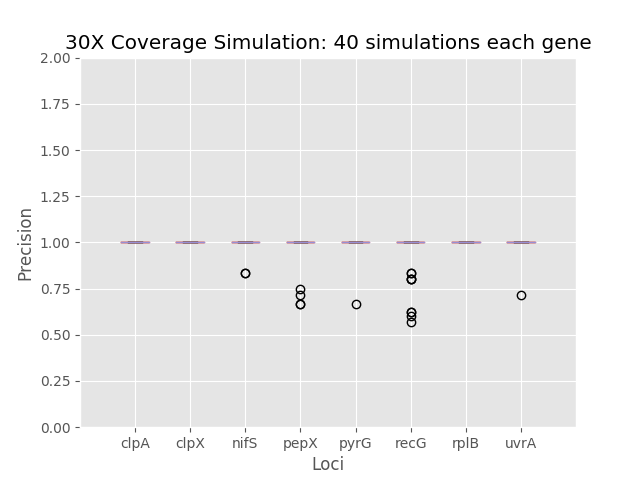 30X Coverage Simulation: 40 simulations each gene
2.00
1.75
1.50
1.25
1.00
0.75
0.50
0.25
0.00
Precision
clpA clpX nifS pepX pyrG recG rplB uvrA
Loci